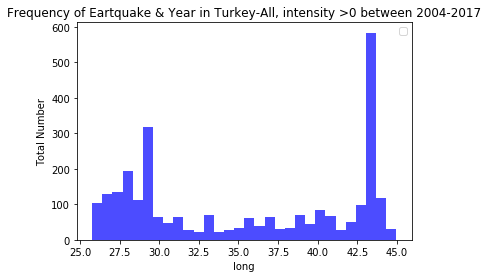 Frequency of Eartquake & Year in Turkey-All, intensity >0 between 2004-2017
600
500
400
300
200
100
0
Total Number
25.0 27.5 30.0 32.5 35.0 37.5 40.0 42.5 45.0
long